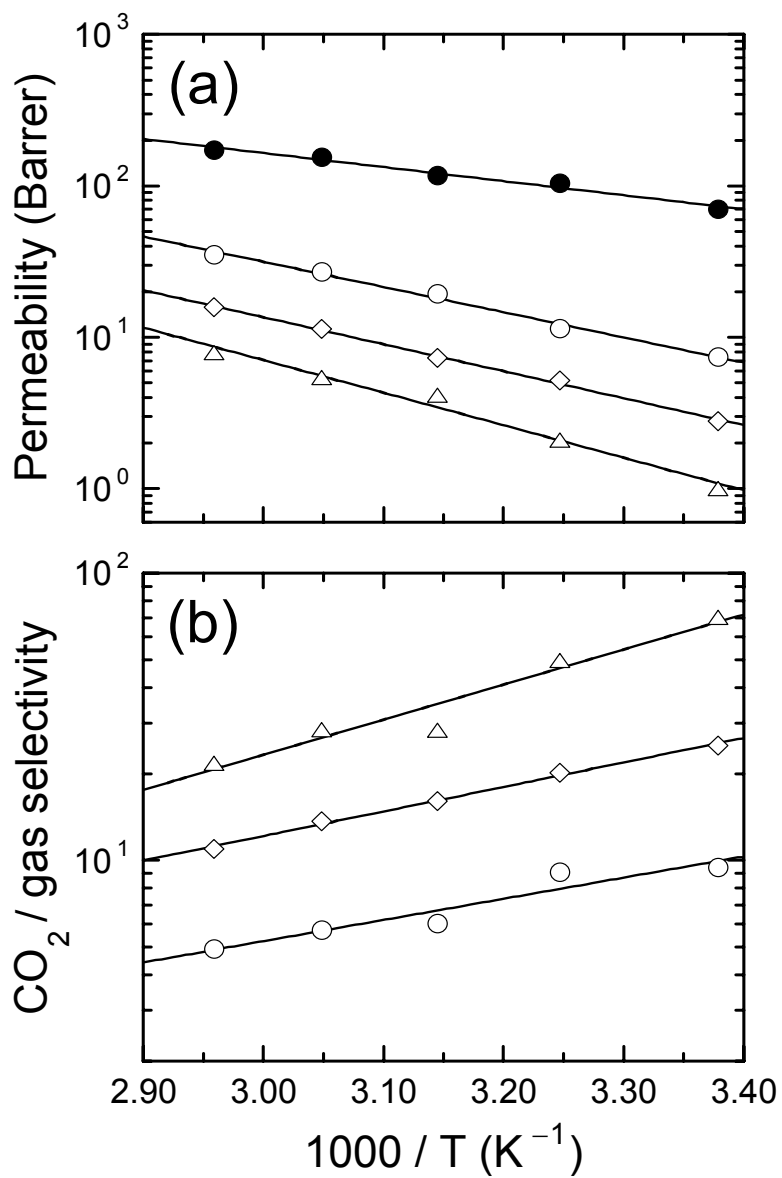 10³
(a)
10²
10¹
10⁰
Permeability (Barrer)
10²
(b)
10¹
CO₂ / gas selectivity
2.90 3.00 3.10 3.20 3.30 3.40
1000 / T (K⁻¹)